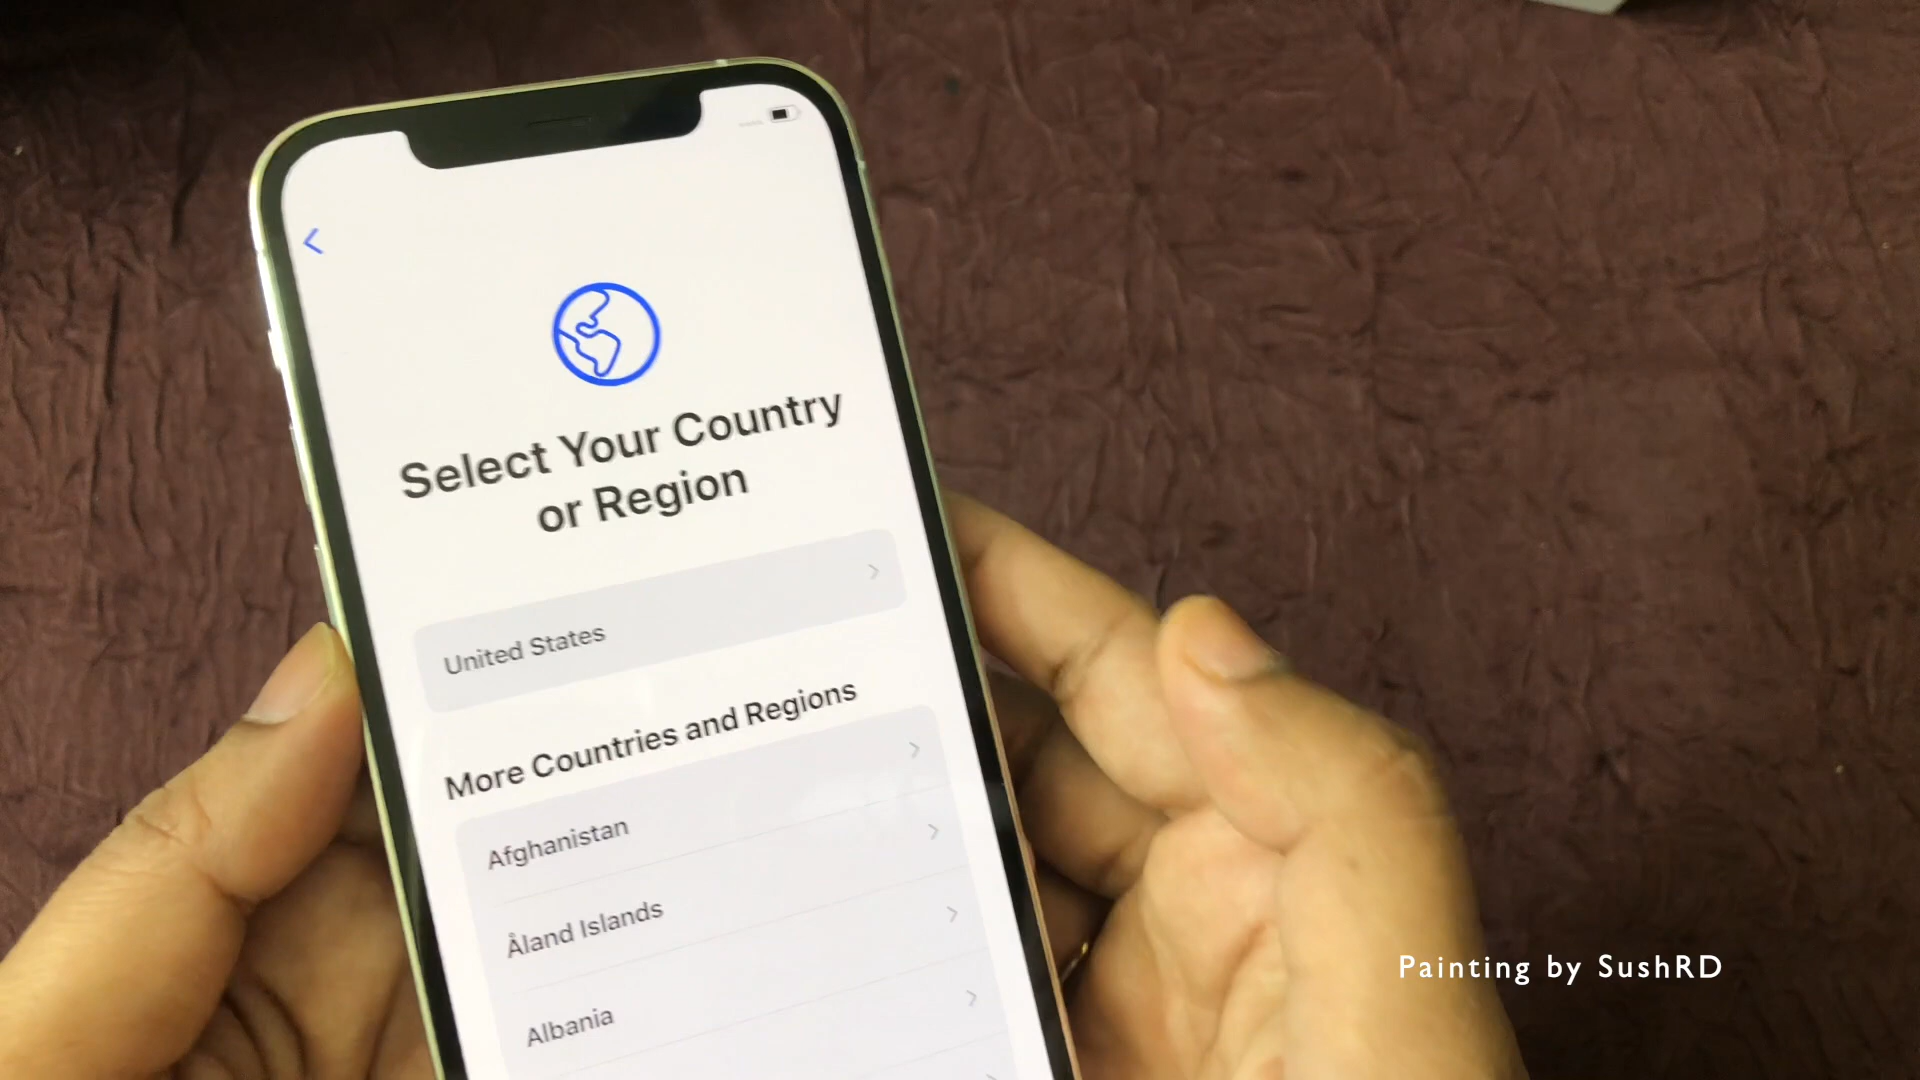 Select Your Country
or Region
United States
More Countries and Regions
Afghanistan
Åland Islands
Albania
Painting by SushRD